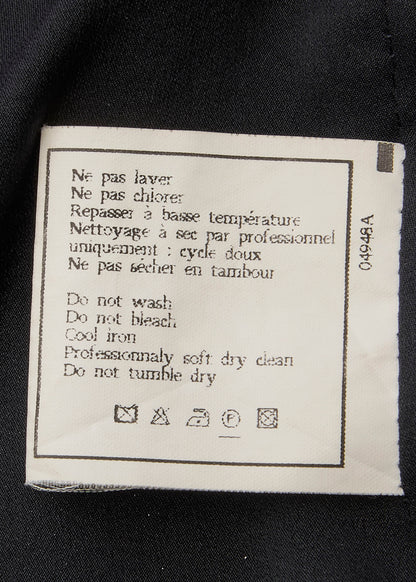 Ne pas laver
Ne pas chlorer
Repasser à basse température
Nettoyage à sec par professionnel
uniquement : cycle doux
Ne pas sécher en tambour
Do not wash
Do not bleach
Cool iron
Professionnaly soft dry clean
Do not tumble dry
P
04948A